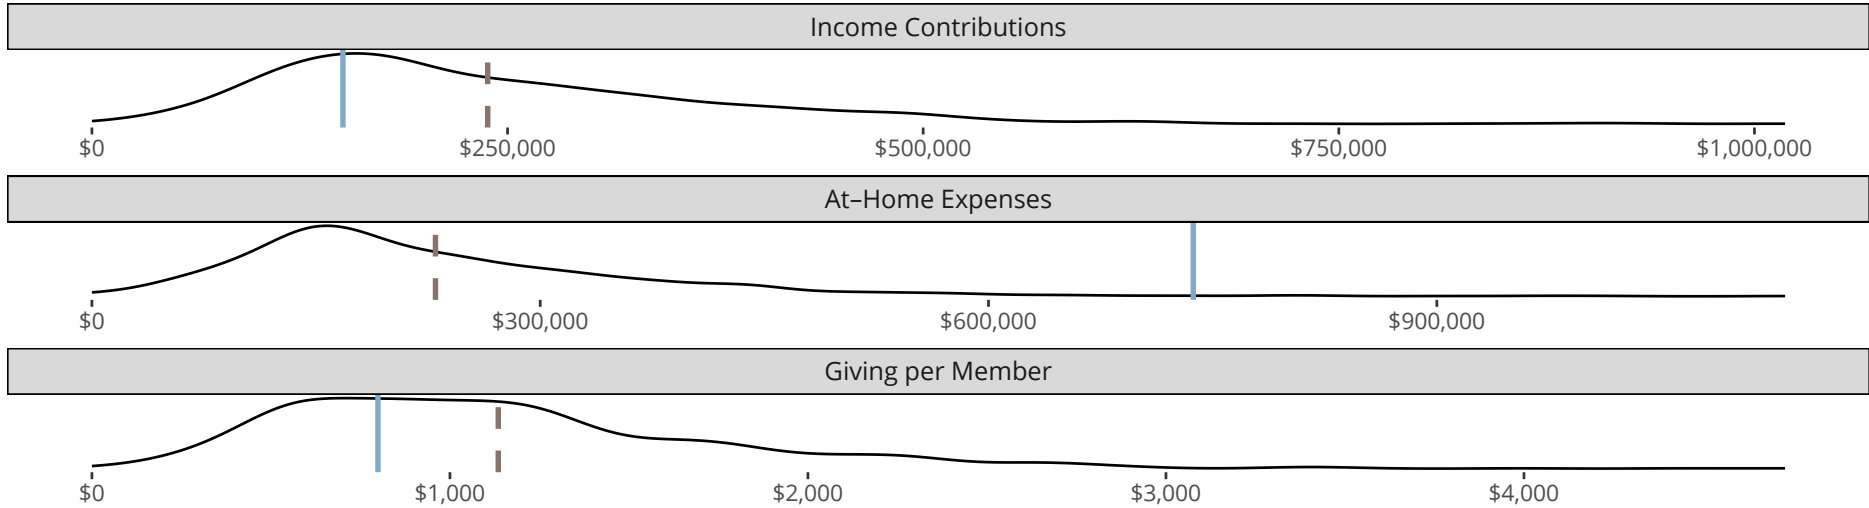 Income Contributions
$0 $250,000 $500,000 $750,000 $1,000,000
At–Home Expenses
$0 $300,000 $600,000 $900,000
Giving per Member
$0 $1,000 $2,000 $3,000 $4,000